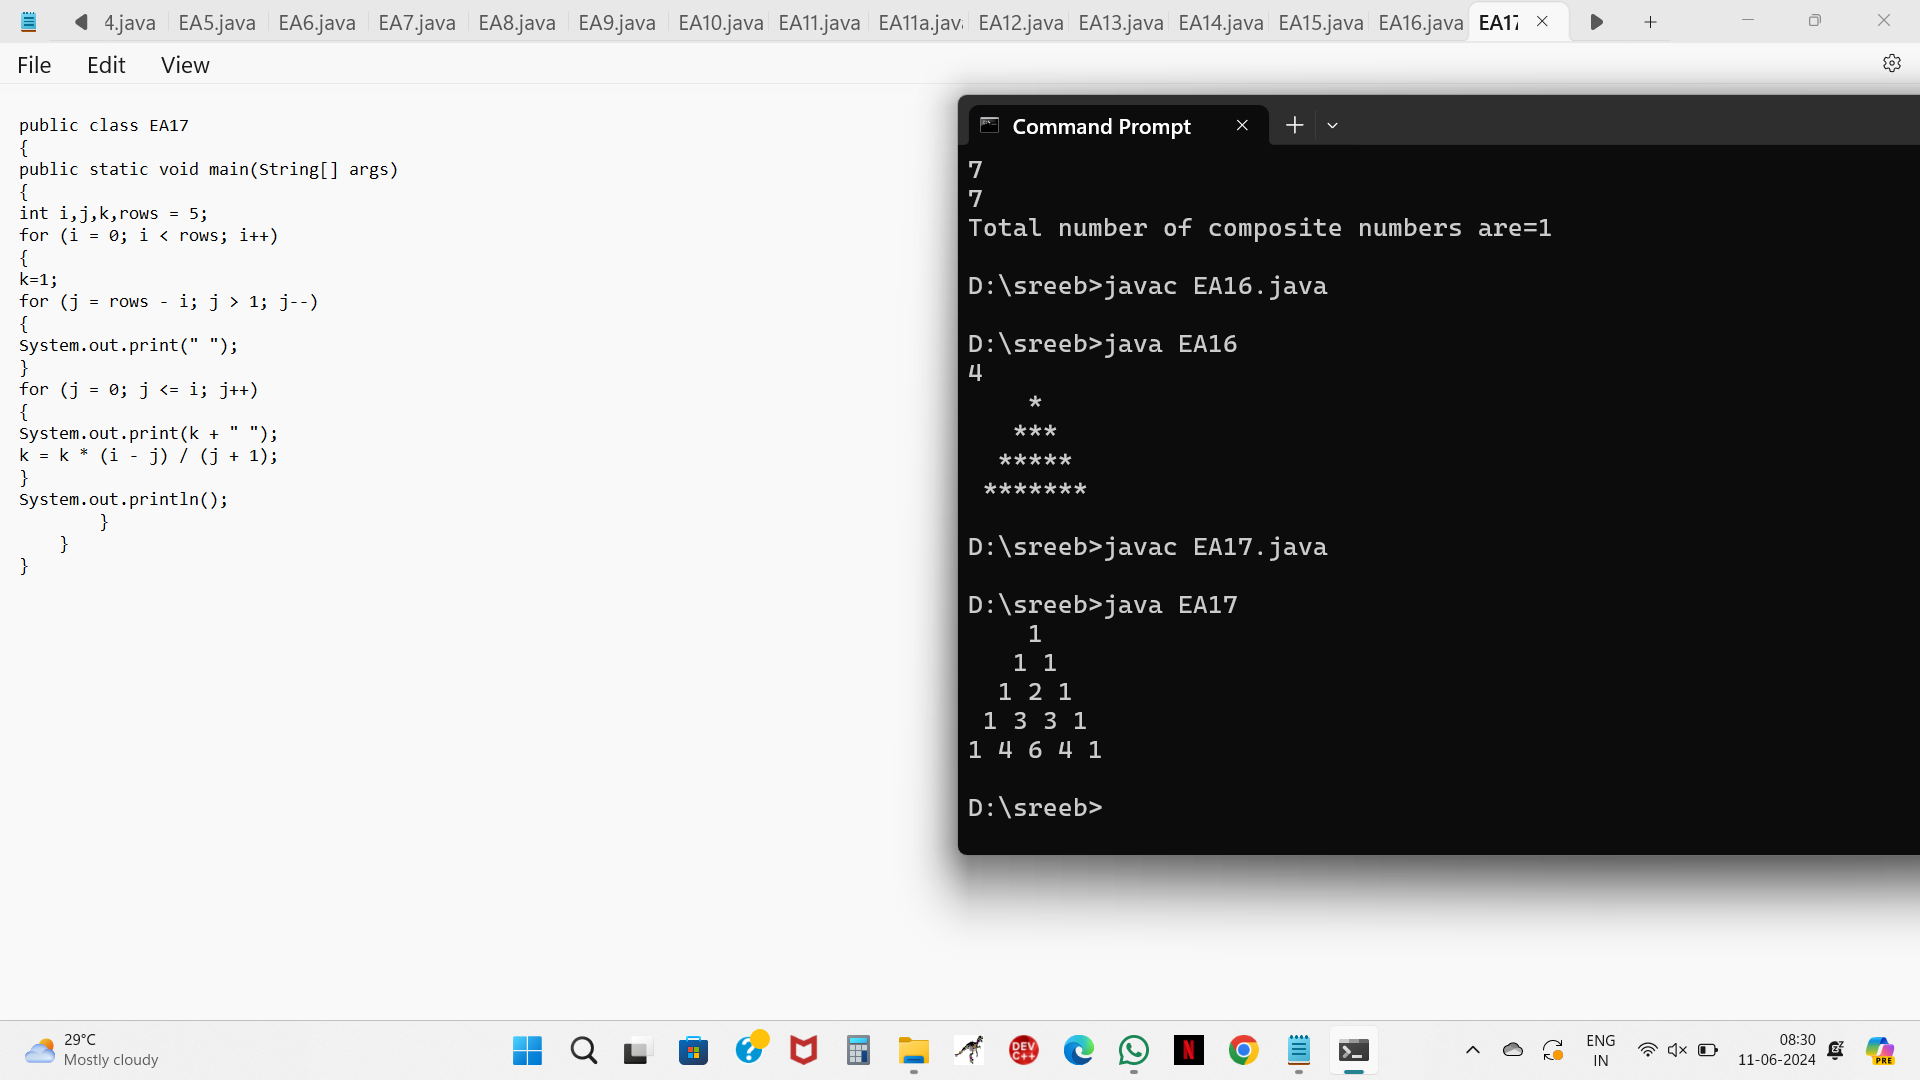 4.java EA5.java EA6.java EA7.java EA8.java EA9.java EA10.java EA11.java EA11a.java EA12.java EA13.java EA14.java EA15.java EA16.java EA17
File Edit View
public class EA17
{
public static void main(String[] args)
{
int i,j,k,rows = 5;
for (i = 0; i < rows; i++)
{
k=1;
for (j = rows - i; j > 1; j--)
{
System.out.print(" ");
}
for (j = 0; j <= i; j++)
{
System.out.print(k + " ");
k = k * (i - j) / (j + 1);
}
System.out.println();
        }
    }
}
Command Prompt
7
7
Total number of composite numbers are=1
D:\sreeb>javac EA16.java
D:\sreeb>java EA16
4
    *
   ***
  *****
 *******
D:\sreeb>javac EA17.java
D:\sreeb>java EA17
    1
   1 1
  1 2 1
 1 3 3 1
1 4 6 4 1
D:\sreeb>
29°C
Mostly cloudy
DEV
C++
N
ENG
IN
08:30
11-06-2024
PRE